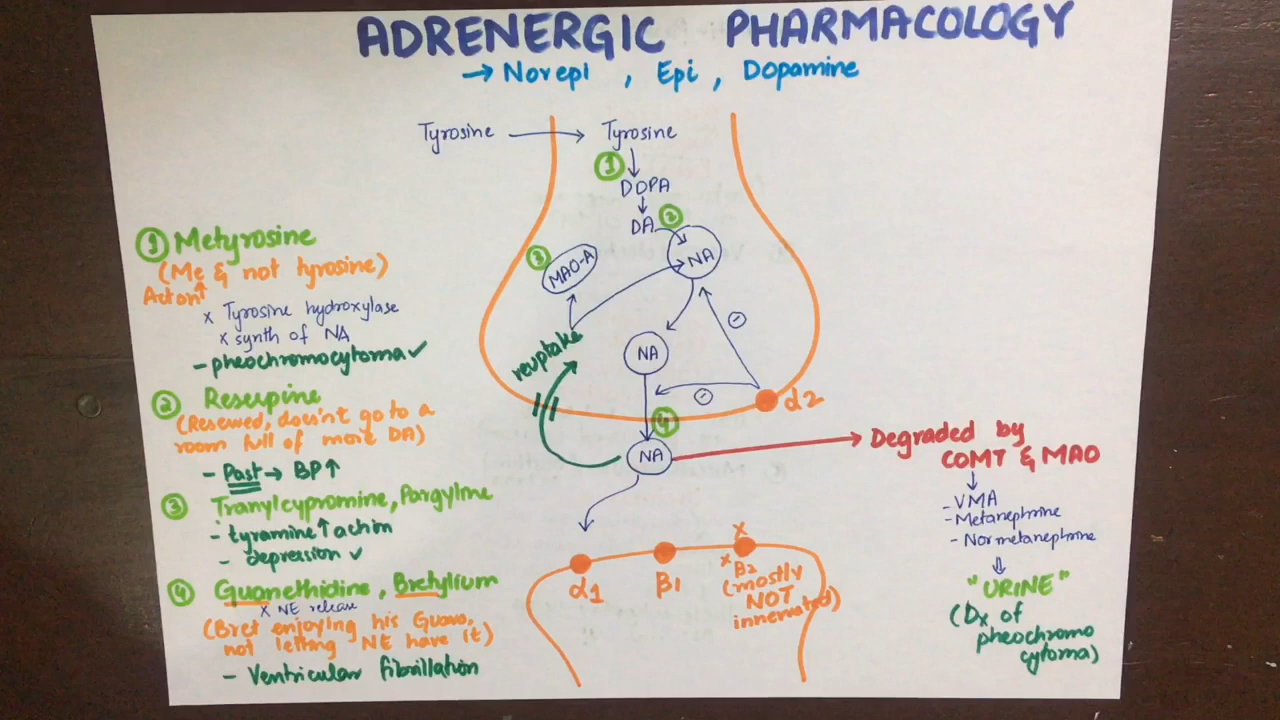 ADRENERGIC PHARMACOLOGY
→ Norepi , Epi , Dopamine
Tyrosine → Tyrosine
①
DOPA
DA ②
③ MAO-A
NA
reuptake
NA
⊖
⊖
α2
④
NA
Degraded by
COMT & MAO
- VMA
- Metanephrine
- Normetanephrine
"URINE"
(Dx of
pheochromo
cytoma)
α1
β1
x
x β2
(mostly
NOT
innervated)
① Metyrosine
(Me & not tyrosine)
Acton↑
x Tyrosine hydroxylase
x synth of NA
- pheochromocytoma ✓
② Reserpine
(Reserved, doesn't go to a
room full of more DA)
- Past → BP↑
③ Tranylcypromine, Pargyline
- tyramine ↑ action
- depression ✓
④ Guanethidine , Bretylium
x NE release
(Bret enjoying his Guava,
not letting NE have it)
- Ventricular fibrillation